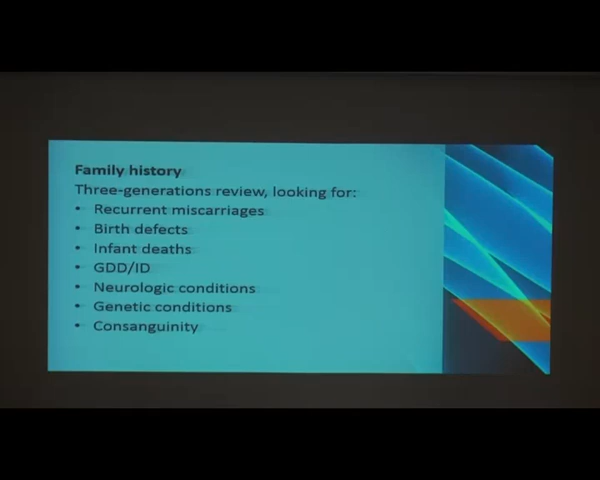 Family history
Three-generations review, looking for:
• Recurrent miscarriages
• Birth defects
• Infant deaths
• GDD/ID
• Neurologic conditions
• Genetic conditions
• Consanguinity